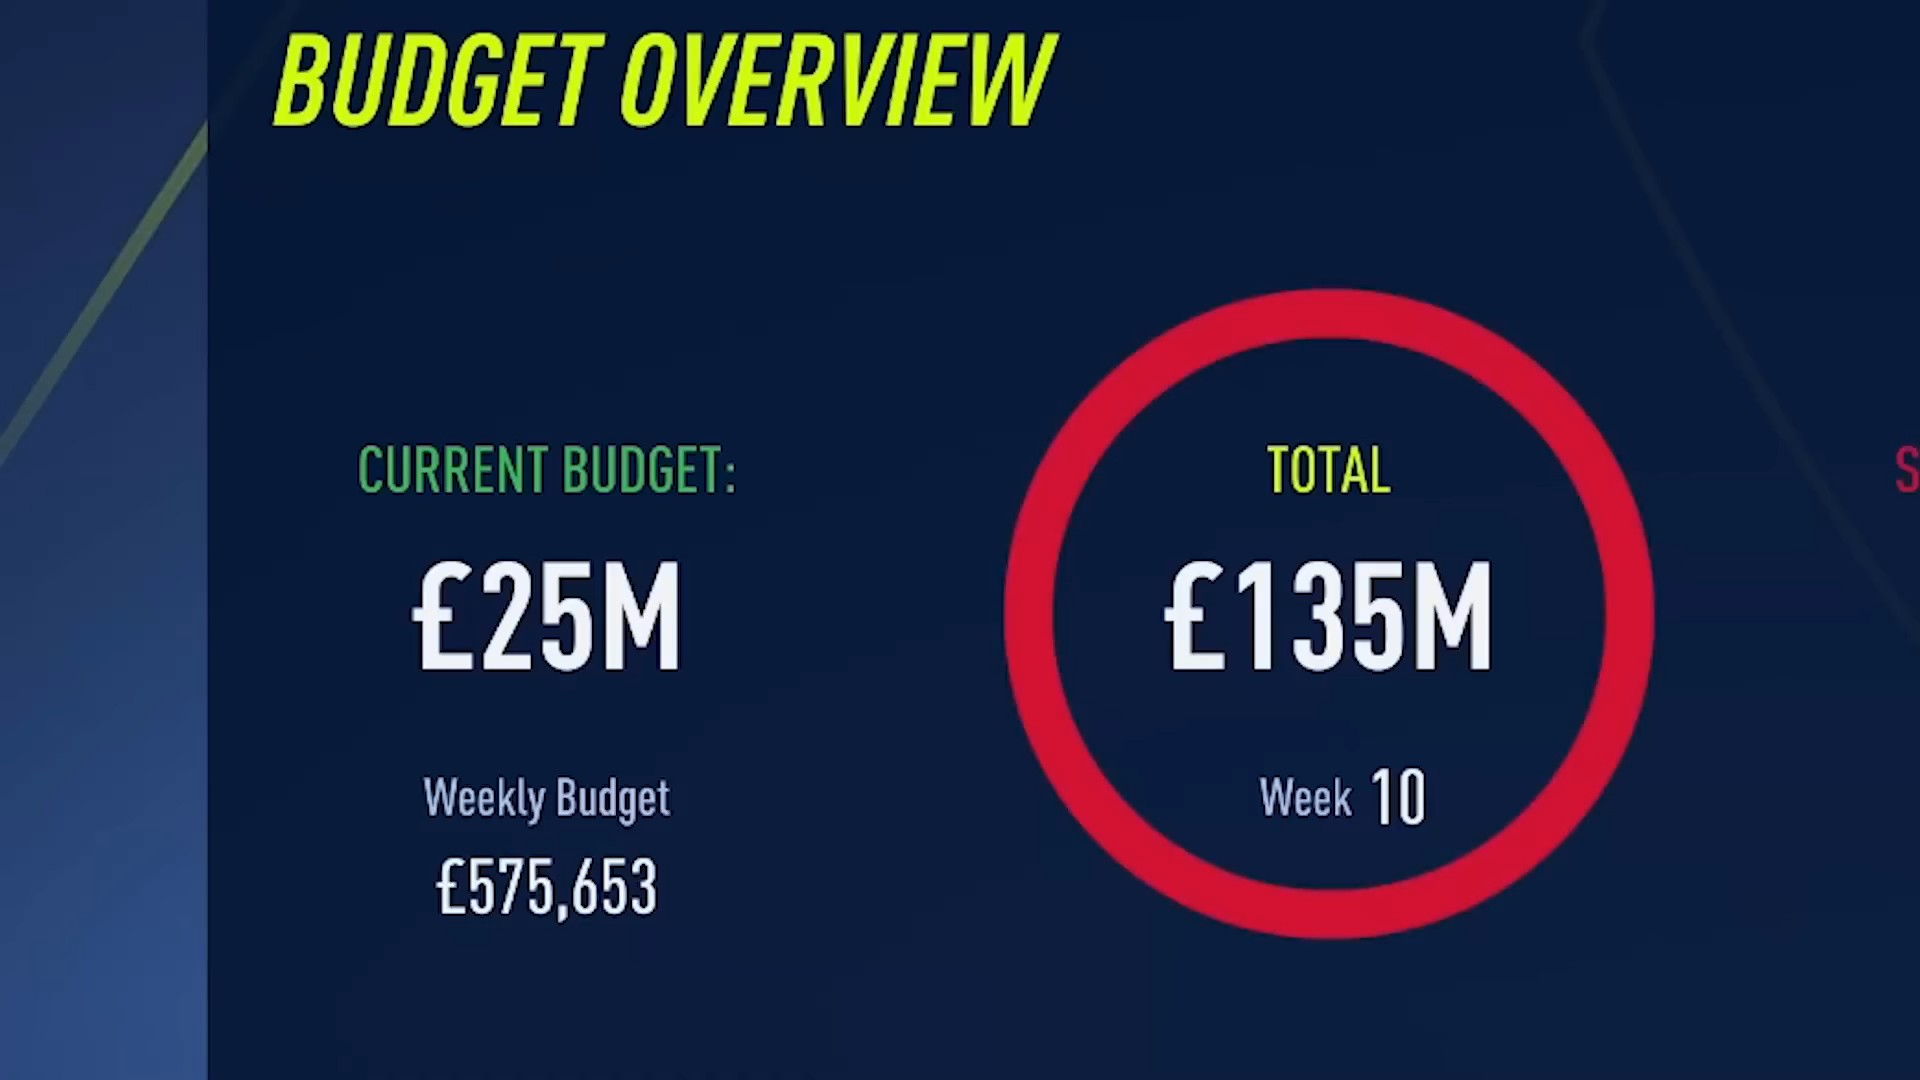 BUDGET OVERVIEW
CURRENT BUDGET:
£25M
Weekly Budget
£575,653
TOTAL
£135M
Week 10
S